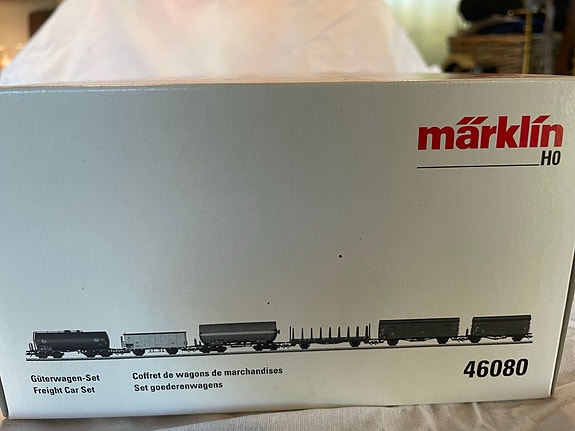 märklin
H0
Güterwagen-Set
Freight Car Set
Coffret de wagons de marchandises
Set goederenwagens
46080